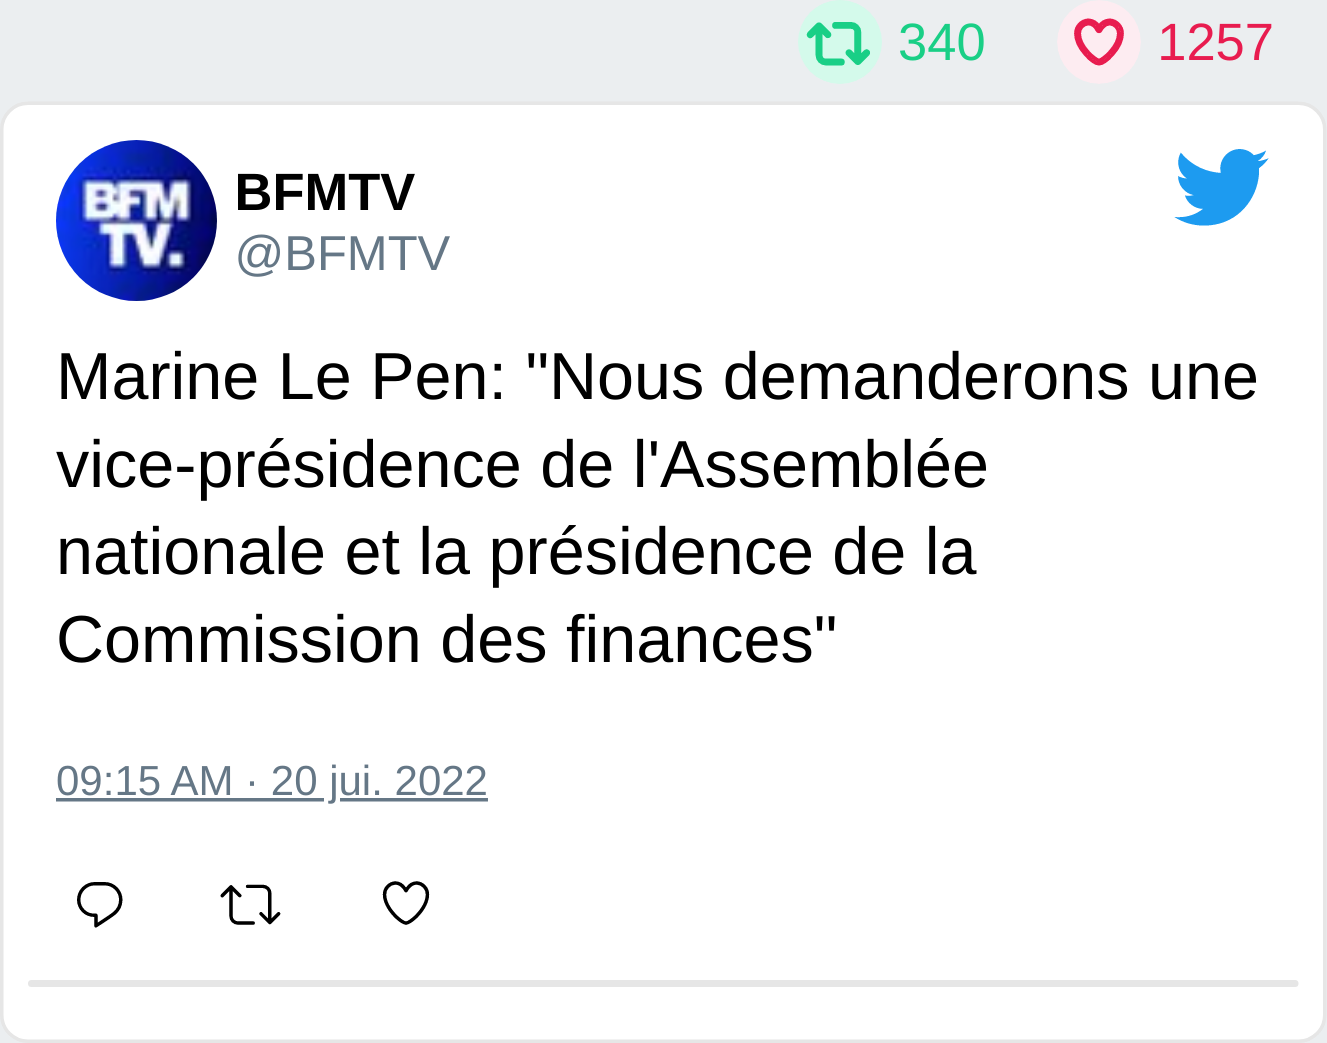 340 1257
BFM
TV.
BFMTV
@BFMTV
Marine Le Pen: "Nous demanderons une
vice-présidence de l'Assemblée
nationale et la présidence de la
Commission des finances"
09:15 AM · 20 jui. 2022